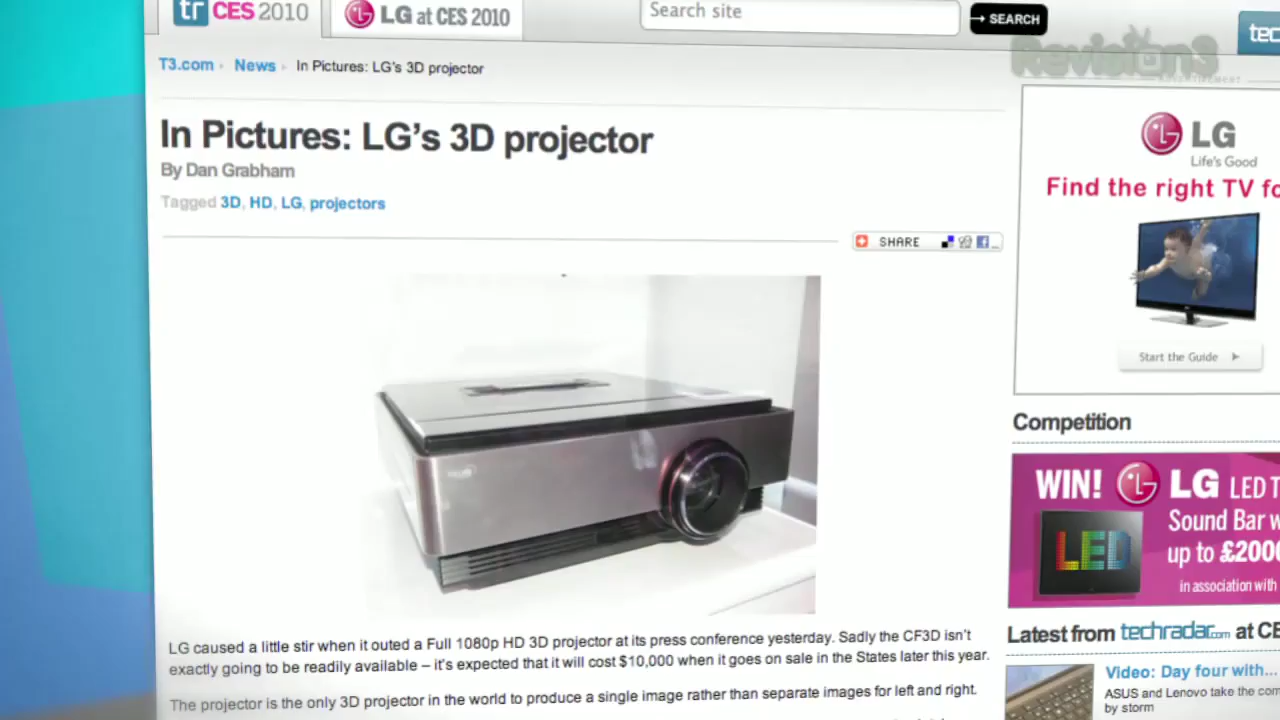 tr CES 2010
LG at CES 2010
Search site
→ SEARCH
tec
Revision3
T3.com News In Pictures: LG's 3D projector
ADVERTISEMENT
In Pictures: LG's 3D projector
By Dan Grabham
Tagged 3D, HD, LG, projectors
SHARE
LG
Life's Good
Find the right TV fo
Start the Guide
Competition
WIN! LG LED T
Sound Bar w
up to £2000
in association with
LED
LG caused a little stir when it outed a Full 1080p HD 3D projector at its press conference yesterday. Sadly the CF3D isn't
exactly going to be readily available – it's expected that it will cost $10,000 when it goes on sale in the States later this year.
The projector is the only 3D projector in the world to produce a single image rather than separate images for left and right.
Latest from techradar.com at CE
Video: Day four with...
ASUS and Lenovo take the com
by storm